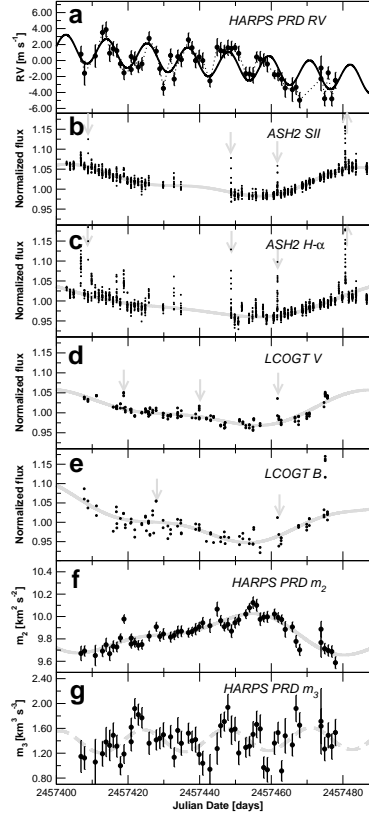 a
HARPS PRD RV
RV [m s-1]
4.00
2.00
0.00
-2.00
-4.00
-6.00
b
ASH2 SII
Normalized flux
1.15
1.10
1.05
1.00
0.95
c
ASH2 H-α
Normalized flux
1.15
1.10
1.05
1.00
0.95
d
LCOGT V
Normalized flux
1.15
1.10
1.05
1.00
0.95
e
LCOGT B
Normalized flux
1.15
1.10
1.05
1.00
0.95
f
HARPS PRD m2
m2 [km2 s-2]
10.4
10.2
10.0
9.8
9.6
g
HARPS PRD m3
m3 [km3 s-3]
2.00
1.60
1.20
0.80
2457400 2457420 2457440 2457460 2457480
Julian Date [days]